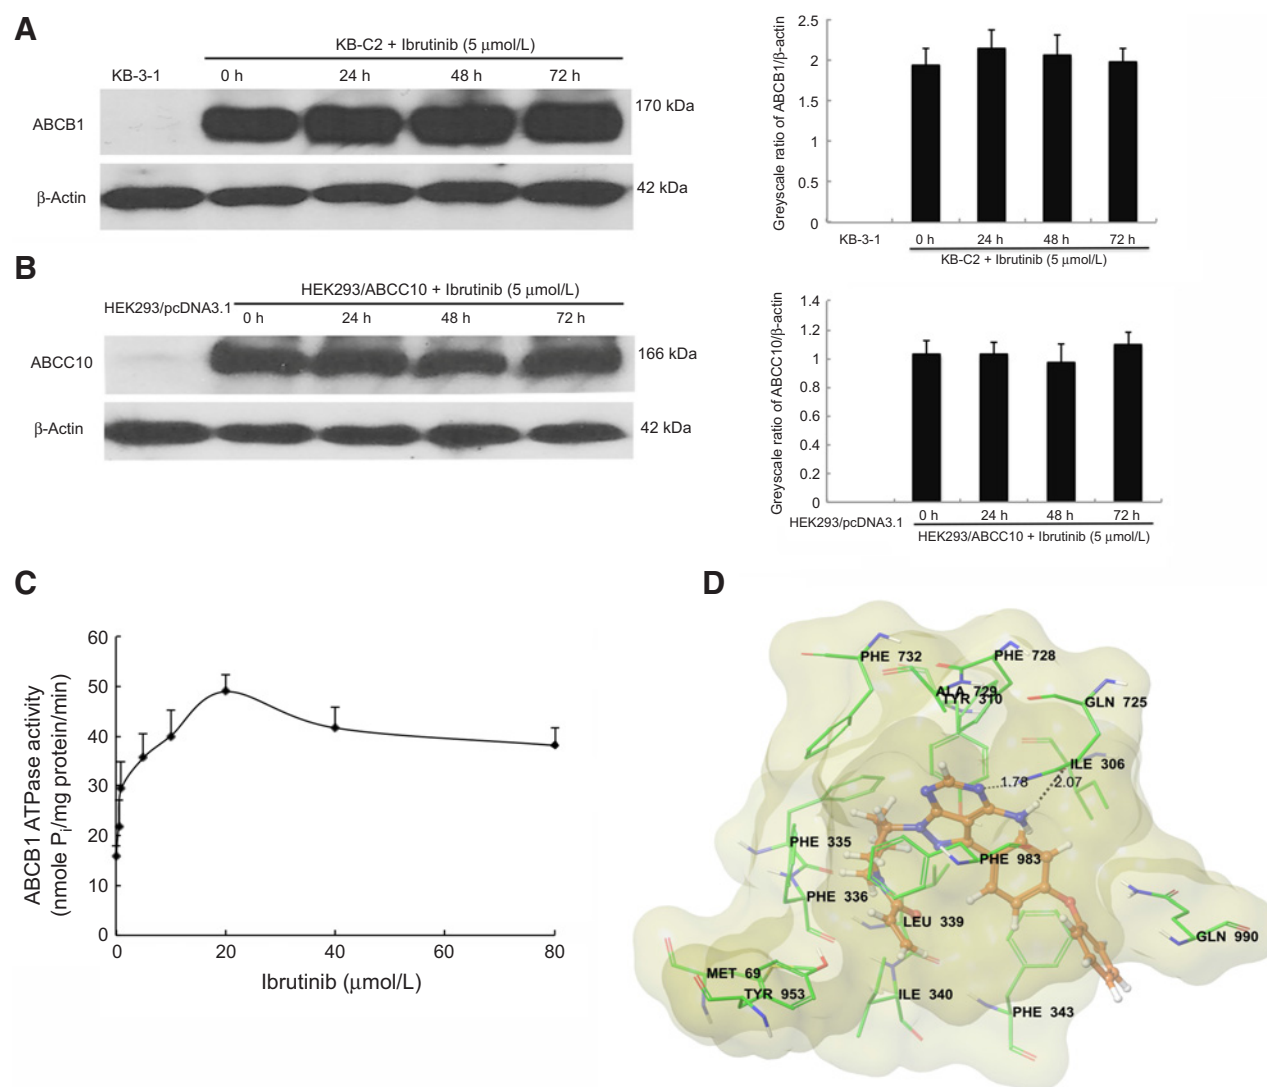 A
KB-C2 + Ibrutinib (5 μmol/L)
KB-3-1 0 h 24 h 48 h 72 h
ABCB1 170 kDa
β-Actin 42 kDa
Greyscale ratio of ABCB1/β-actin
2.5
2
1.5
1
0.5
0
KB-3-1 0 h 24 h 48 h 72 h
KB-C2 + Ibrutinib (5 μmol/L)
B
HEK293/ABCC10 + Ibrutinib (5 μmol/L)
HEK293/pcDNA3.1
0 h 24 h 48 h 72 h
ABCC10 166 kDa
β-Actin 42 kDa
Greyscale ratio of ABCC10/β-actin
1.4
1.2
1
0.8
0.6
0.4
0.2
0
HEK293/pcDNA3.1 0 h 24 h 48 h 72 h
HEK293/ABCC10 + Ibrutinib (5 μmol/L)
C
ABCB1 ATPase activity
(nmole Pi/mg protein/min)
60
50
40
30
20
10
0
0 20 40 60 80
Ibrutinib (μmol/L)
D
PHE 732
PHE 728
ALA 729
TYR 310
GLN 725
ILE 306
1.78
2.07
PHE 335
PHE 983
PHE 336
LEU 339
GLN 990
MET 69
TYR 953
ILE 340
PHE 343